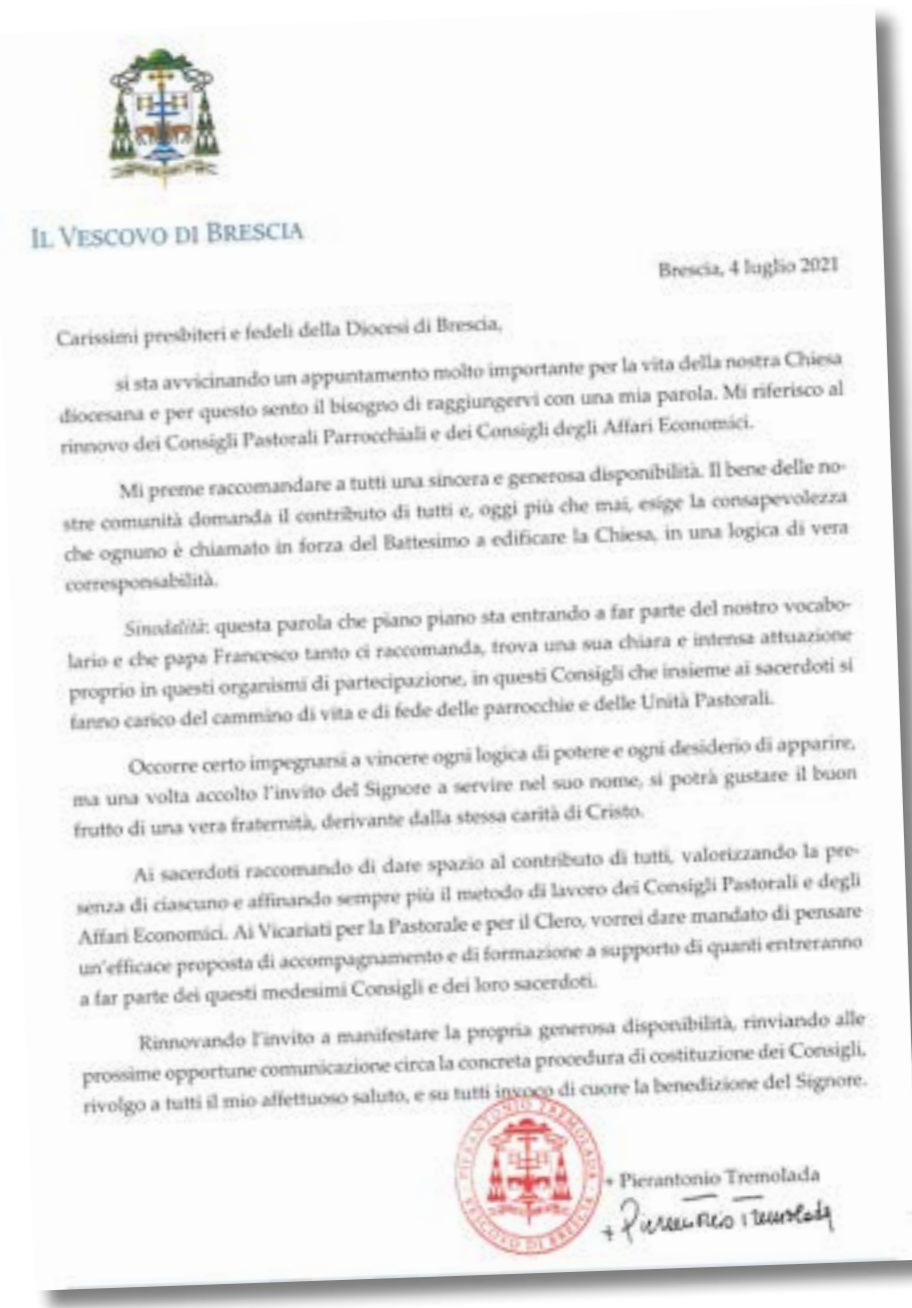 IL VESCOVO DI BRESCIA
Brescia, 4 luglio 2021
Carissimi presbiteri e fedeli della Diocesi di Brescia,
si sta avvicinando un appuntamento molto importante per la vita della nostra Chiesa
diocesana e per questo sento il bisogno di raggiungervi con una mia parola. Mi riferisco al
rinnovo dei Consigli Pastorali Parrocchiali e dei Consigli degli Affari Economici.
Mi preme raccomandare a tutti una sincera e generosa disponibilità. Il bene delle no-
stre comunità domanda il contributo di tutti e, oggi più che mai, esige la consapevolezza
che ognuno è chiamato in forza del Battesimo a edificare la Chiesa, in una logica di vera
corresponsabilità.
Sinodalità: questa parola che piano piano sta entrando a far parte del nostro vocabo-
lario e che papa Francesco tanto ci raccomanda, trova una sua chiara e intensa attuazione
proprio in questi organismi di partecipazione, in questi Consigli che insieme ai sacerdoti si
fanno carico del cammino di vita e di fede delle parrocchie e delle Unità Pastorali.
Occorre certo impegnarsi a vincere ogni logica di potere e ogni desiderio di apparire,
ma una volta accolto l'invito del Signore a servire nel suo nome, si potrà gustare il buon
frutto di una vera fraternità, derivante dalla stessa carità di Cristo.
Ai sacerdoti raccomando di dare spazio al contributo di tutti, valorizzando la pre-
senza di ciascuno e affinando sempre più il metodo di lavoro dei Consigli Pastorali e degli
Affari Economici. Ai Vicariati per la Pastorale e per il Clero, vorrei dare mandato di pensare
un'efficace proposta di accompagnamento e di formazione a supporto di quanti entreranno
a far parte dei questi medesimi Consigli e dei loro sacerdoti.
Rinnovando l'invito a manifestare la propria generosa disponibilità, rinviando alle
prossime opportune comunicazione circa la concreta procedura di costituzione dei Consigli,
rivolgo a tutti il mio affettuoso saluto, e su tutti invoco di cuore la benedizione del Signore.
PIERANTONIO TREMOLADA
VESCOVO DI BRESCIA
+ Pierantonio Tremolada
+ Pierantonio Tremolada